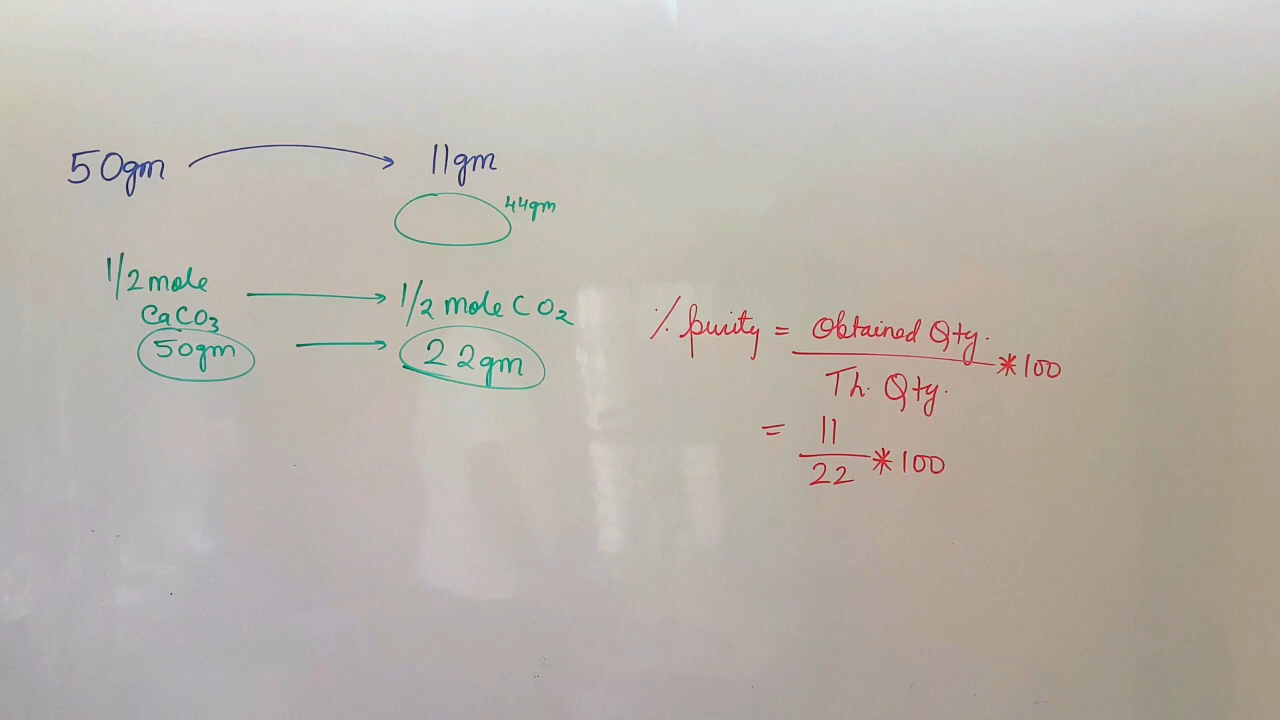 50gm → 11gm
44gm
1/2 mole → 1/2 mole CO₂
CaCO₃
50gm → 22gm
% purity = Obtained Qty. / Th. Qty. * 100
= 11 / 22 * 100